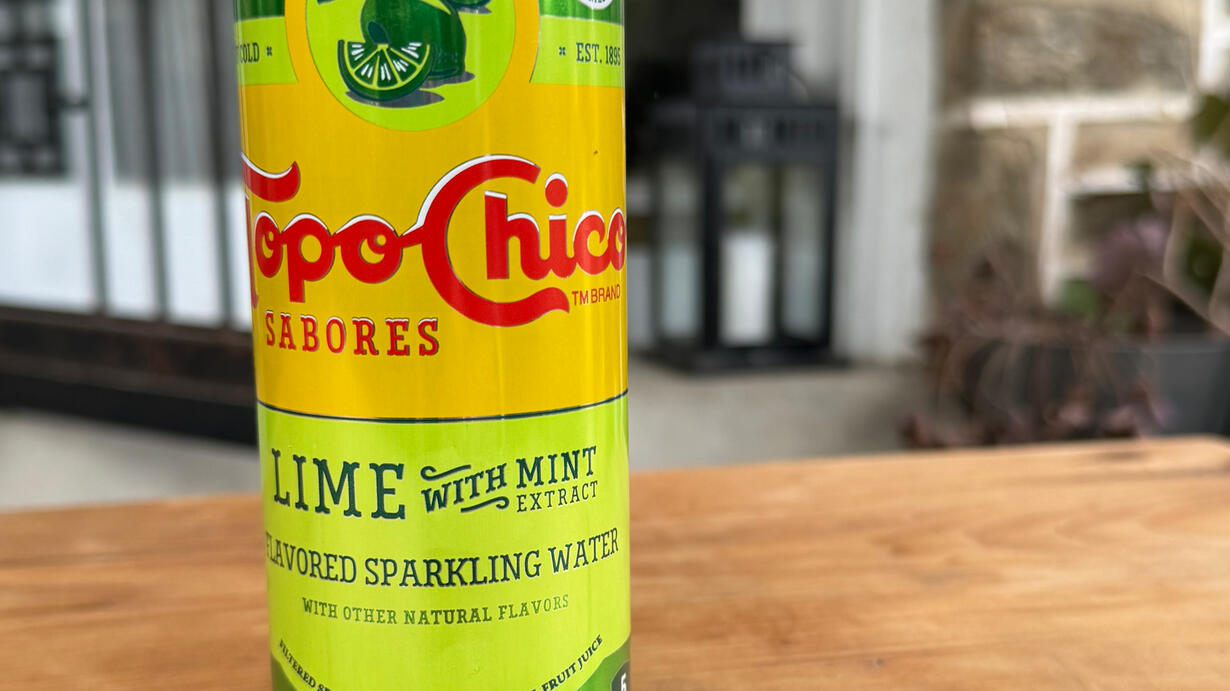 COLD * * EST. 1895
Topo Chico
TM BRAND
SABORES
LIME WITH MINT
EXTRACT
FLAVORED SPARKLING WATER
WITH OTHER NATURAL FLAVORS
FILTERED FRUIT JUICE